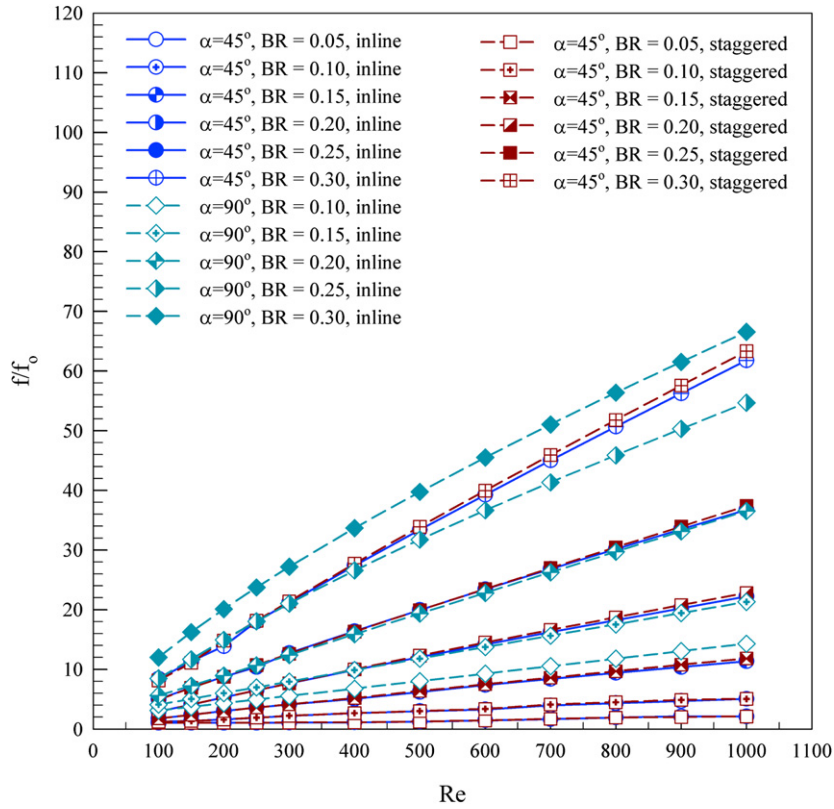 120
110
100
90
80
70
60
50
40
30
20
10
0
f/fo
α=45°, BR = 0.05, inline
α=45°, BR = 0.10, inline
α=45°, BR = 0.15, inline
α=45°, BR = 0.20, inline
α=45°, BR = 0.25, inline
α=45°, BR = 0.30, inline
α=90°, BR = 0.10, inline
α=90°, BR = 0.15, inline
α=90°, BR = 0.20, inline
α=90°, BR = 0.25, inline
α=90°, BR = 0.30, inline
α=45°, BR = 0.05, staggered
α=45°, BR = 0.10, staggered
α=45°, BR = 0.15, staggered
α=45°, BR = 0.20, staggered
α=45°, BR = 0.25, staggered
α=45°, BR = 0.30, staggered
0 100 200 300 400 500 600 700 800 900 1000 1100
Re